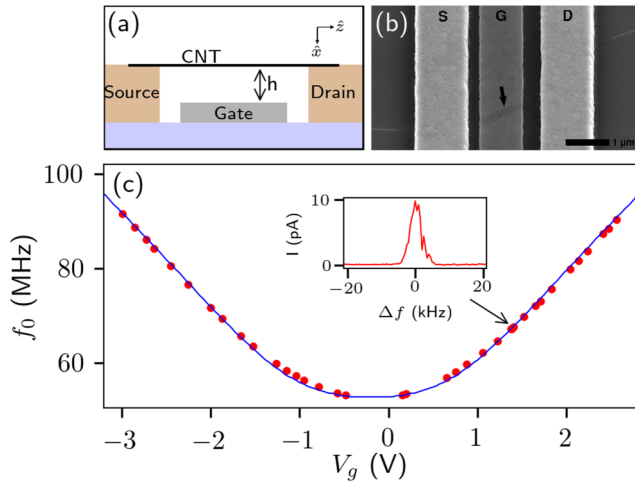 (a)
ẑ
x̂
CNT
h
Source
Gate
Drain
(b)
S G D
1 μm
(c)
f₀ (MHz)
100
80
60
I (pA)
10
0
−20 0 20
Δf (kHz)
−3 −2 −1 0 1 2
V_g (V)